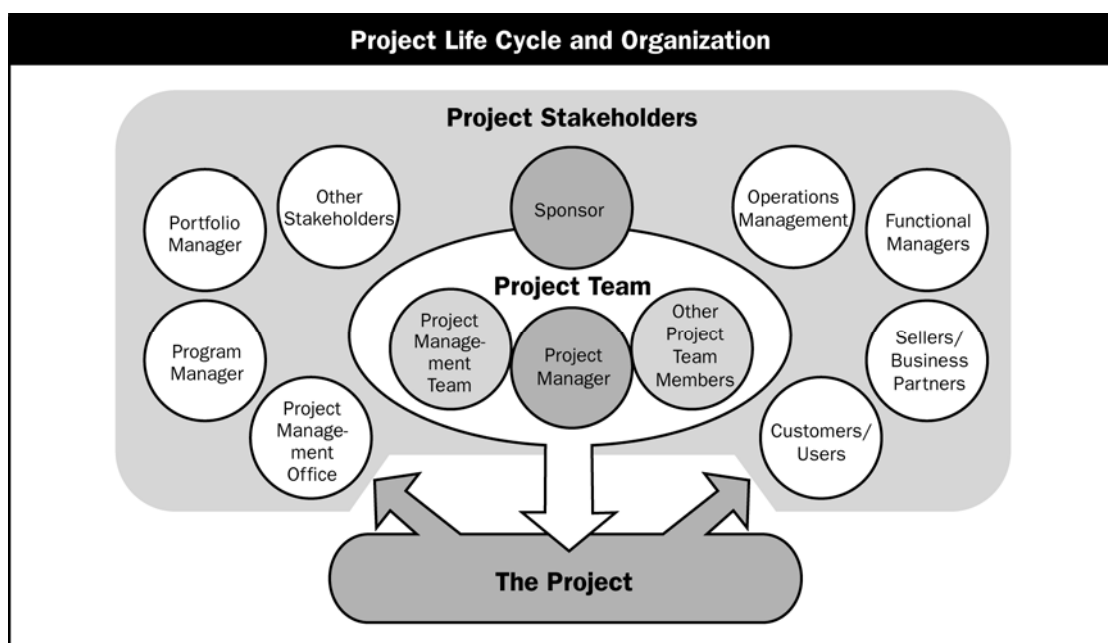 Project Life Cycle and Organization
Project Stakeholders
Portfolio
Manager
Other
Stakeholders
Sponsor
Operations
Management
Functional
Managers
Project Team
Program
Manager
Project
Manage-
ment
Team
Project
Manager
Other
Project
Team
Members
Sellers/
Business
Partners
Project
Manage-
ment
Office
Customers/
Users
The Project